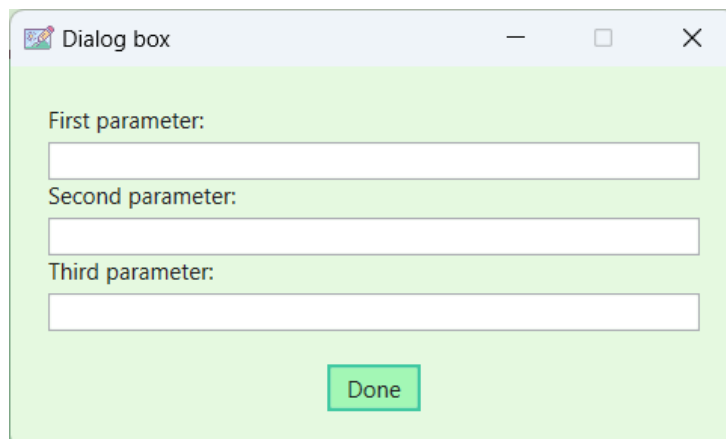 Dialog box
First parameter:
Second parameter:
Third parameter:
Done